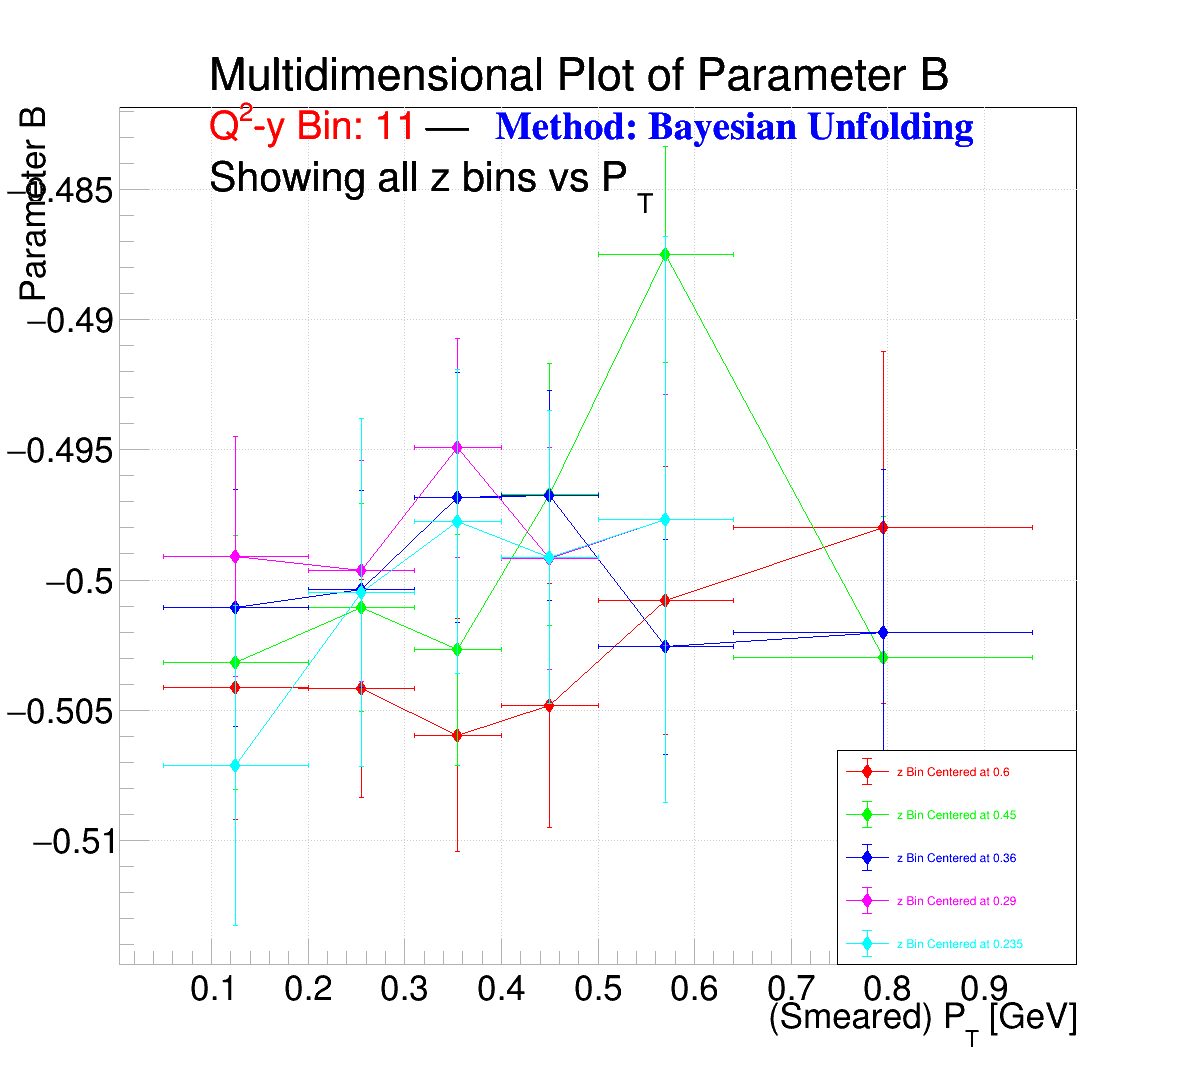 Multidimensional Plot of Parameter B
Q²-y Bin: 11 — Method: Bayesian Unfolding
Showing all z bins vs P_T
Parameter B
−0.485
−0.49
−0.495
−0.5
−0.505
−0.51
z Bin Centered at 0.6
z Bin Centered at 0.45
z Bin Centered at 0.36
z Bin Centered at 0.29
z Bin Centered at 0.235
0.1 0.2 0.3 0.4 0.5 0.6 0.7 0.8 0.9
(Smeared) P_T [GeV]